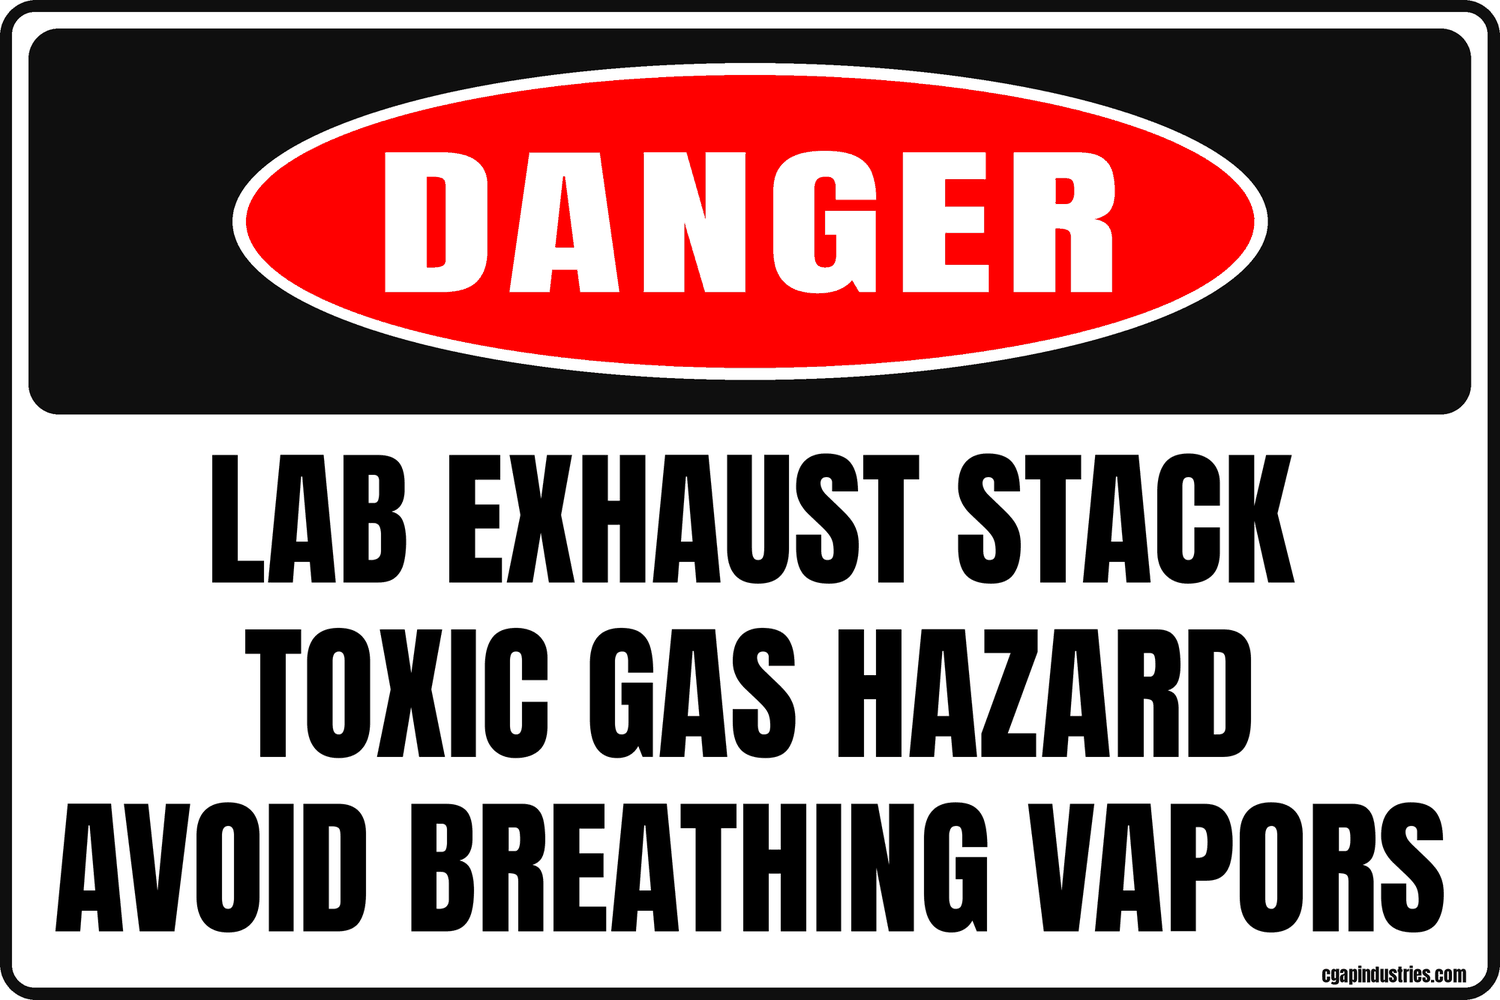 DANGER
LAB EXHAUST STACK
TOXIC GAS HAZARD
AVOID BREATHING VAPORS
cgapindustries.com